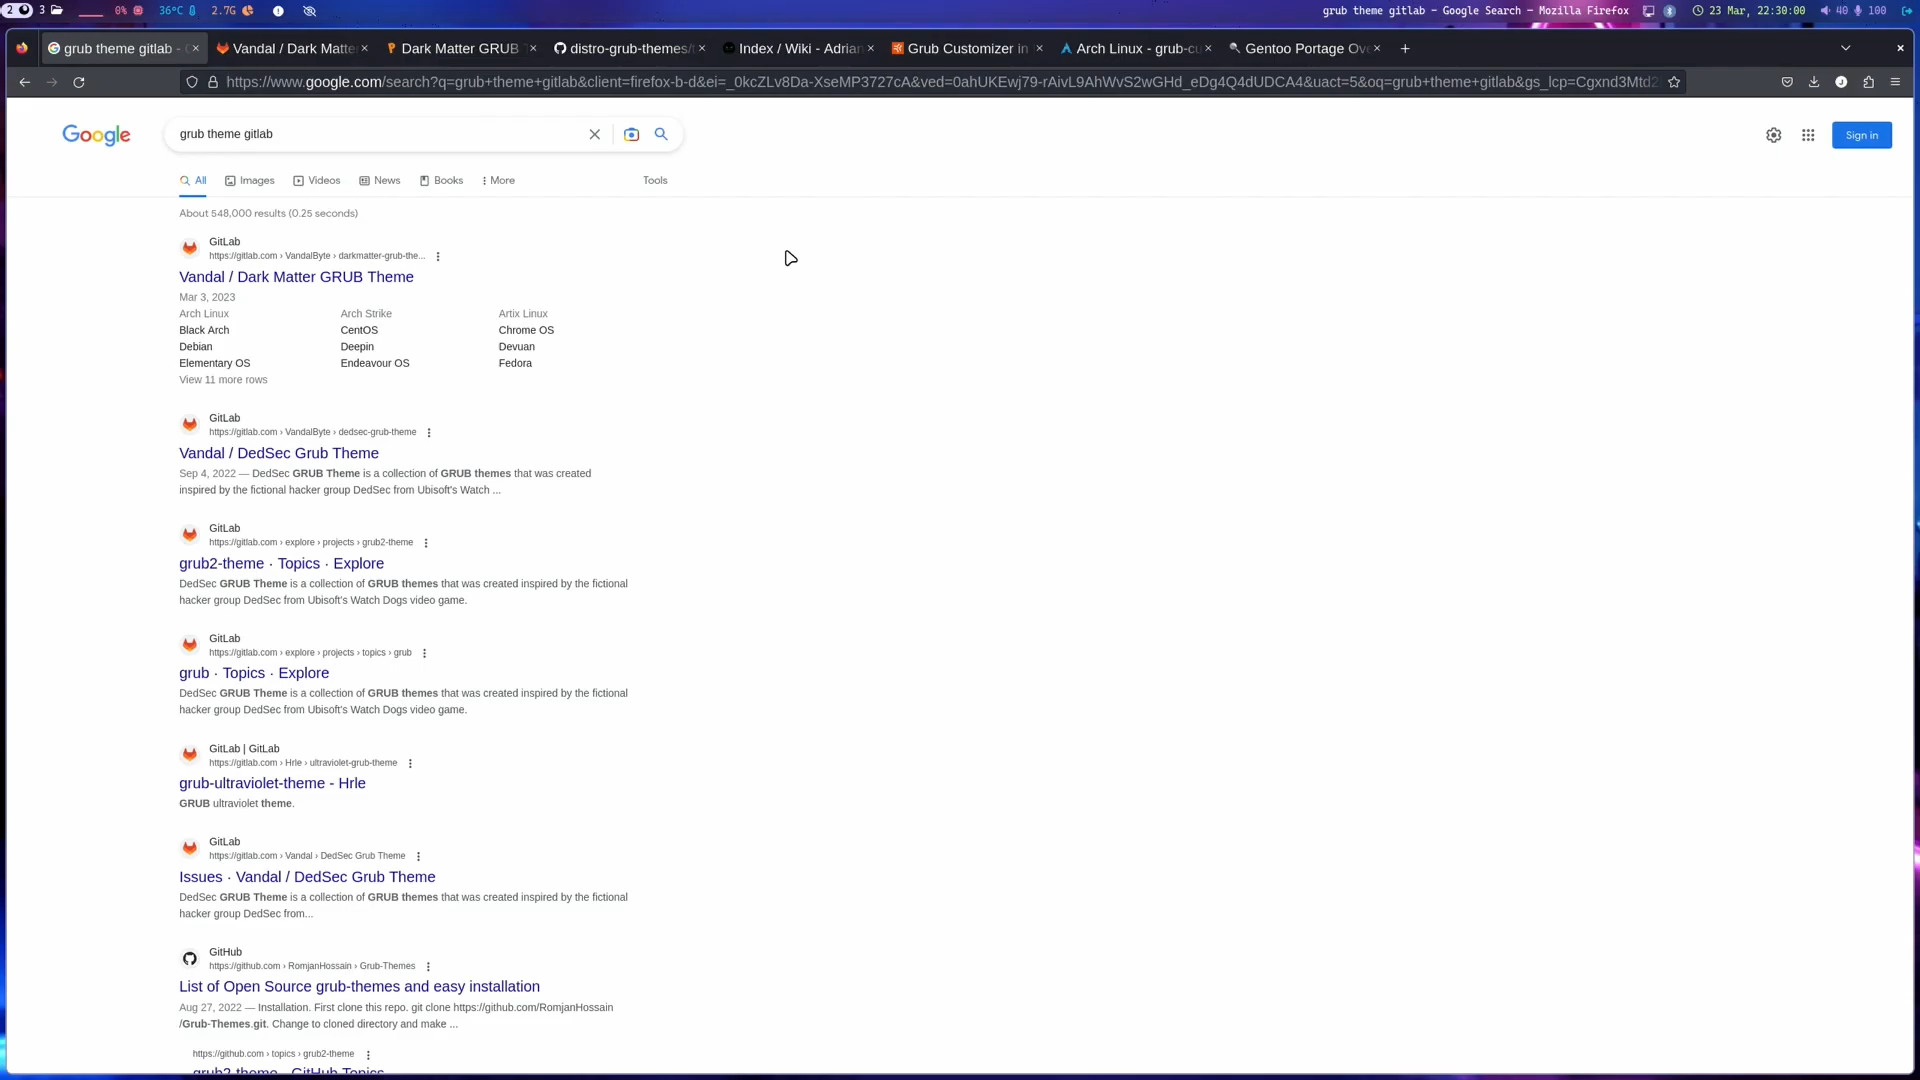 2 3 0% 36°C 2.7G grub theme gitlab – Google Search — Mozilla Firefox 23 Mar, 22:30:00 40 100
grub theme gitlab - Vandal / Dark Matte Dark Matter GRUB distro-grub-themes/ Index / Wiki - Adrian Grub Customizer in Arch Linux - grub-cu Gentoo Portage Ove
https://www.google.com/search?q=grub+theme+gitlab&client=firefox-b-d&ei=_0kcZLv8Da-XseMP3727cA&ved=0ahUKEwj79-rAivL9AhWvS2wGHd_eDg4Q4dUDCA4&uact=5&oq=grub+theme+gitlab&gs_lcp=Cgxnd3Mtd2
Google
grub theme gitlab
Sign in
All Images Videos News Books More Tools
About 548,000 results (0.25 seconds)
GitLab
https://gitlab.com › VandalByte › darkmatter-grub-the...
Vandal / Dark Matter GRUB Theme
Mar 3, 2023
Arch Linux Arch Strike Artix Linux
Black Arch CentOS Chrome OS
Debian Deepin Devuan
Elementary OS Endeavour OS Fedora
View 11 more rows
GitLab
https://gitlab.com › VandalByte › dedsec-grub-theme
Vandal / DedSec Grub Theme
Sep 4, 2022 — DedSec GRUB Theme is a collection of GRUB themes that was created
inspired by the fictional hacker group DedSec from Ubisoft's Watch ...
GitLab
https://gitlab.com › explore › projects › grub2-theme
grub2-theme · Topics · Explore
DedSec GRUB Theme is a collection of GRUB themes that was created inspired by the fictional
hacker group DedSec from Ubisoft's Watch Dogs video game.
GitLab
https://gitlab.com › explore › projects › topics › grub
grub · Topics · Explore
DedSec GRUB Theme is a collection of GRUB themes that was created inspired by the fictional
hacker group DedSec from Ubisoft's Watch Dogs video game.
GitLab | GitLab
https://gitlab.com › Hrle › ultraviolet-grub-theme
grub-ultraviolet-theme - Hrle
GRUB ultraviolet theme.
GitLab
https://gitlab.com › Vandal › DedSec Grub Theme
Issues · Vandal / DedSec Grub Theme
DedSec GRUB Theme is a collection of GRUB themes that was created inspired by the fictional
hacker group DedSec from...
GitHub
https://github.com › RomjanHossain › Grub-Themes
List of Open Source grub-themes and easy installation
Aug 27, 2022 — Installation. First clone this repo. git clone https://github.com/RomjanHossain
/Grub-Themes.git. Change to cloned directory and make ...
https://github.com › topics › grub2-theme
grub2-theme · GitHub Topics